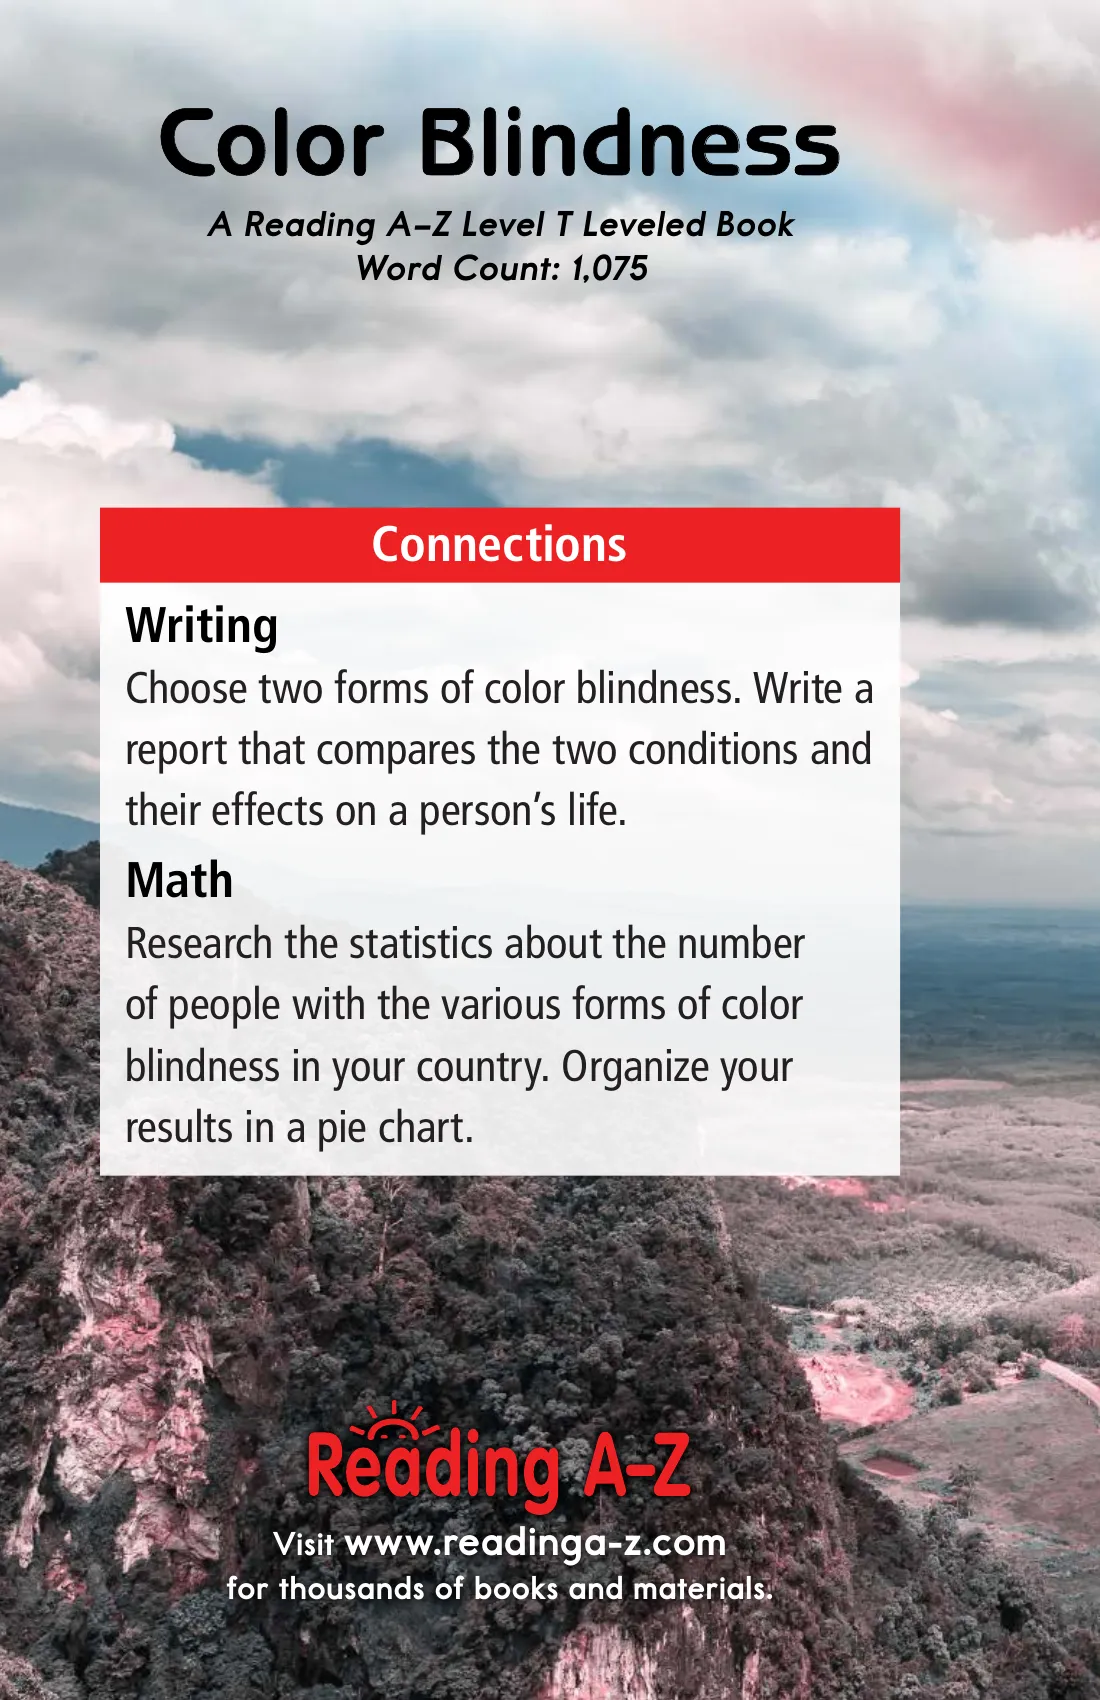 Color Blindness
A Reading A–Z Level T Leveled Book
Word Count: 1,075
Connections
Writing
Choose two forms of color blindness. Write a
report that compares the two conditions and
their effects on a person’s life.
Math
Research the statistics about the number
of people with the various forms of color
blindness in your country. Organize your
results in a pie chart.
Reading A–Z
Visit www.readinga-z.com
for thousands of books and materials.